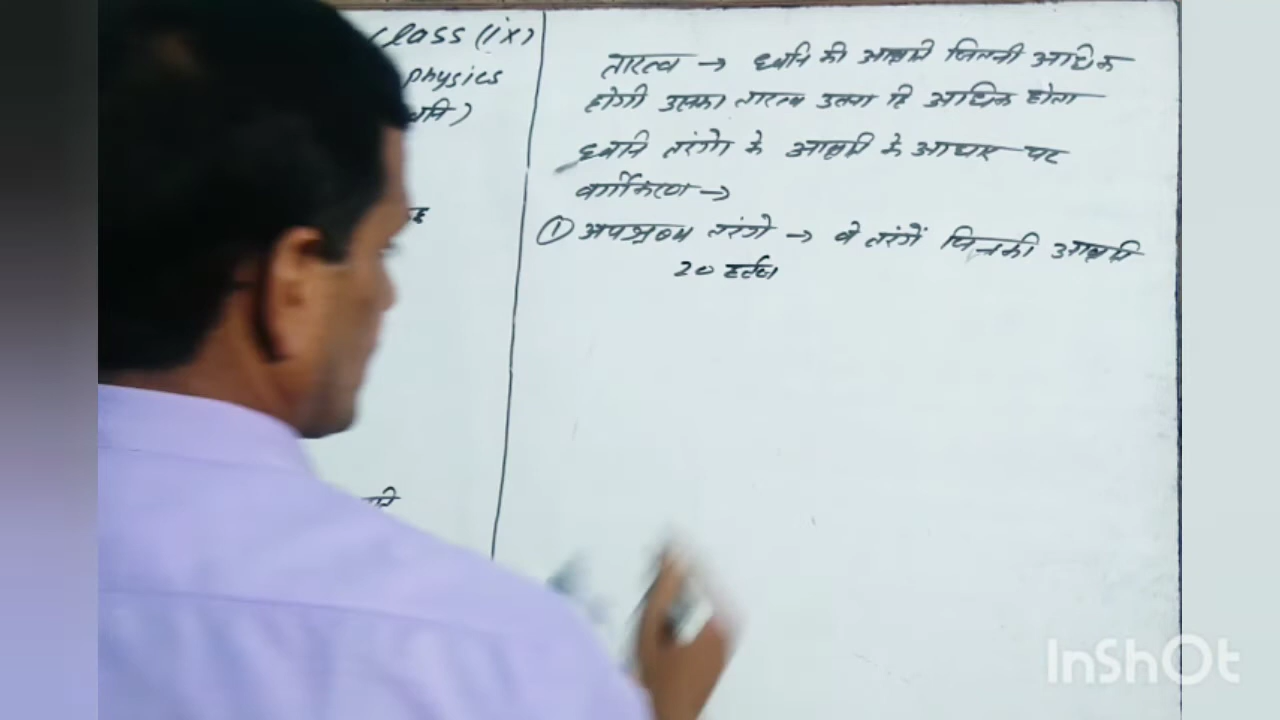 class (ix)
physics
तारत्व → ध्वनि की आवृत्ति जितनी अधिक
होगी उसका तारत्व उतना हि अधिक होता
ध्वनि तरंगो के आवृत्ति के आधार पर
वर्गीकरण →
① अपश्रव्य तरंगे → वे तरंगें जिनकी आवृत्ति
20 हर्टज
InShOt